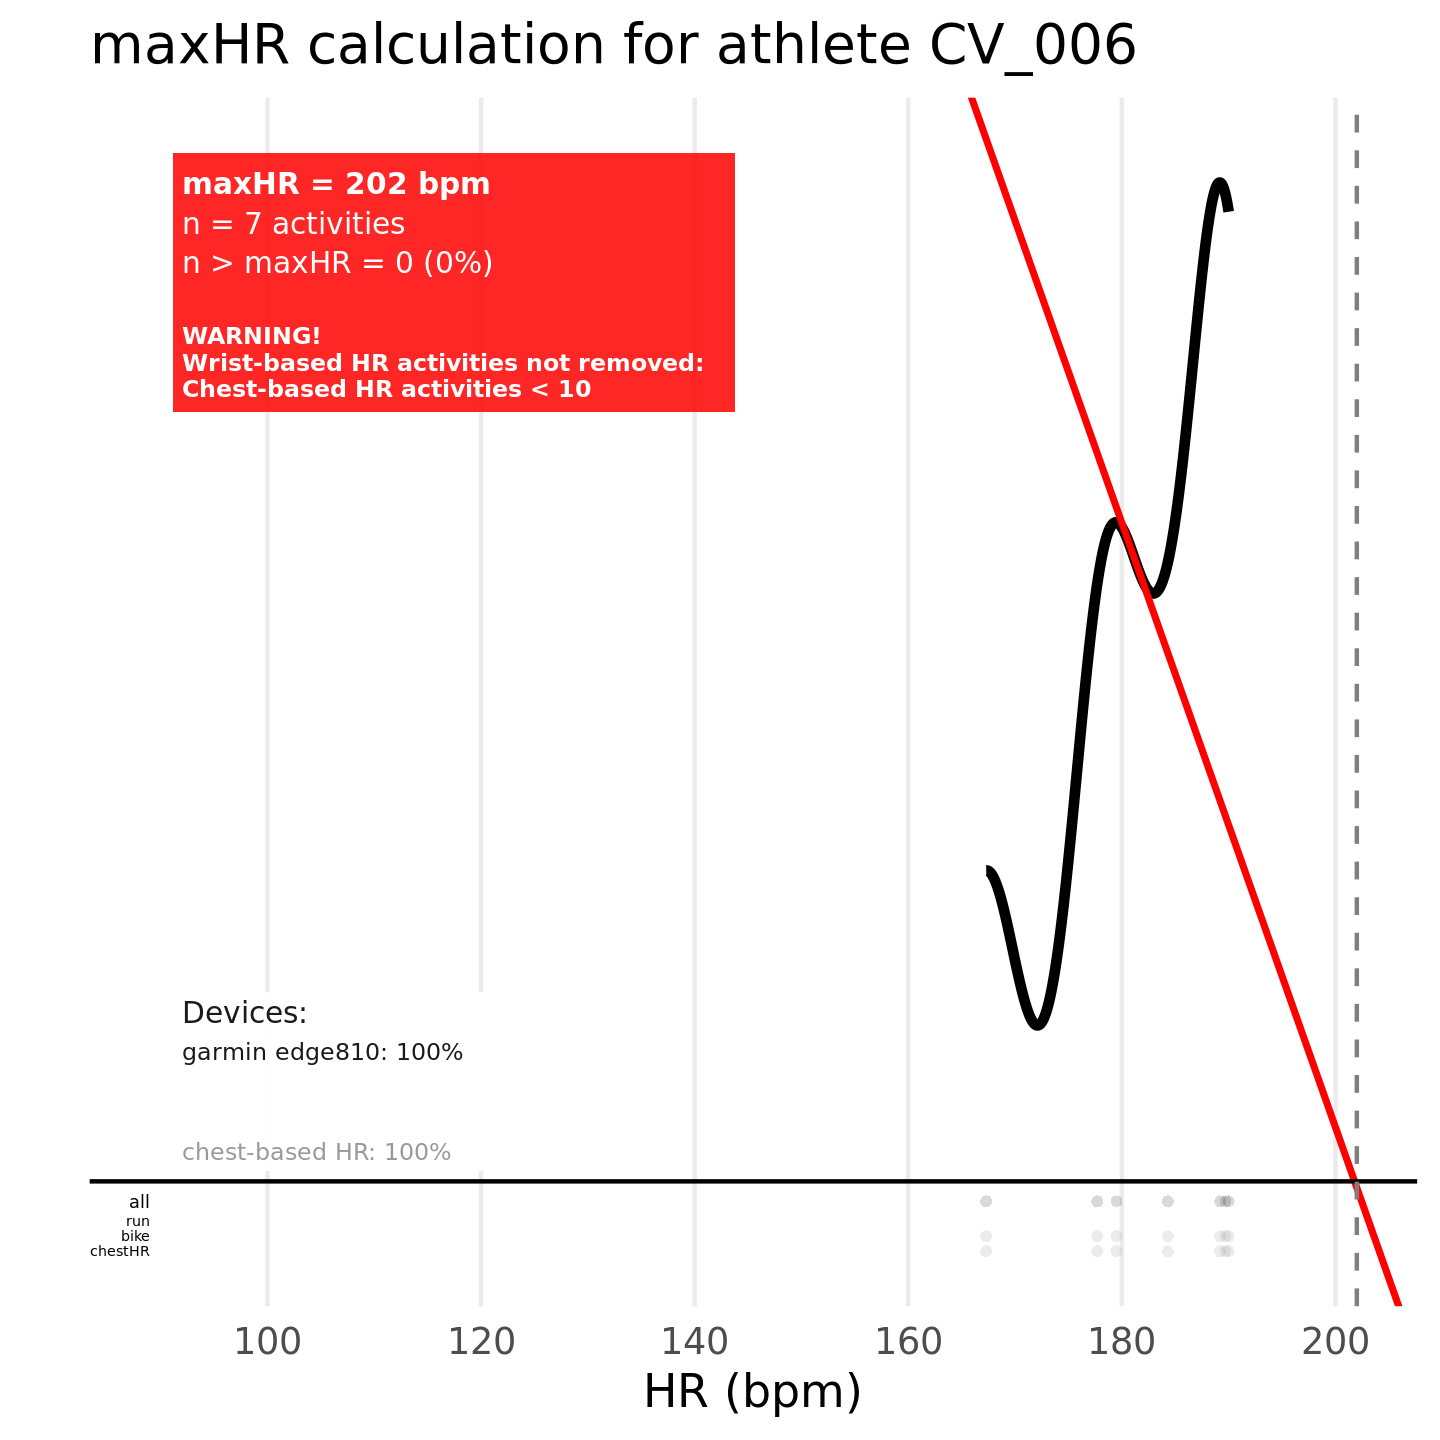 maxHR calculation for athlete CV_006
maxHR = 202 bpm
n = 7 activities
n > maxHR = 0 (0%)
WARNING!
Wrist-based HR activities not removed:
Chest-based HR activities < 10
Devices:
garmin edge810: 100%
chest-based HR: 100%
all
run
bike
chestHR
100 120 140 160 180 200
HR (bpm)